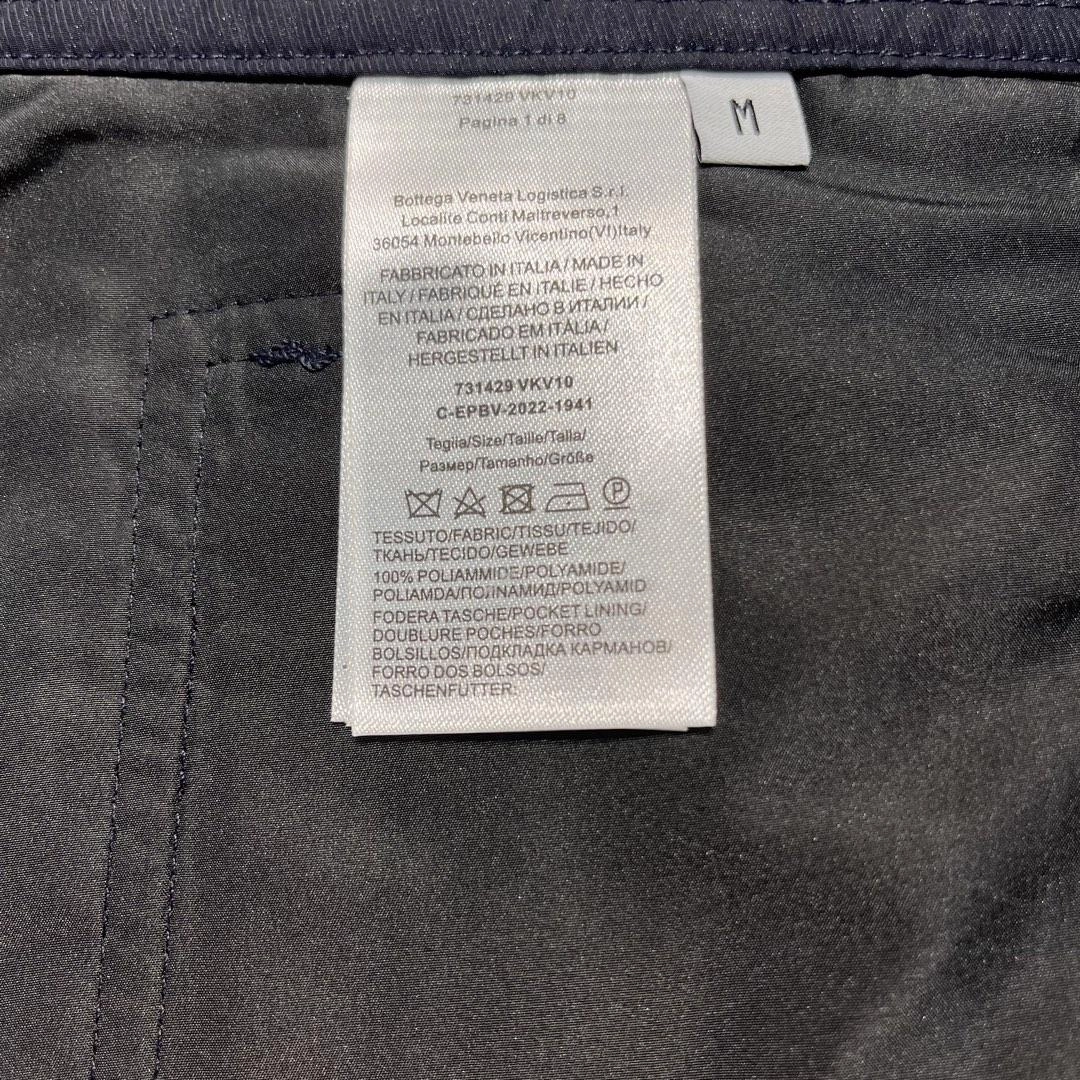 731429 VKV10
Pagina 1 di 8
M
Bottega Veneta Logistica S.r.l.
Localite Conti Maltreverso,1
36054 Montebello Vicentino(VI)Italy
FABBRICATO IN ITALIA / MADE IN
ITALY / FABRIQUÉ EN ITALIE / HECHO
EN ITALIA / СДЕЛАНО В ИТАЛИИ /
FABRICADO EM ITÁLIA /
HERGESTELLT IN ITALIEN
731429 VKV10
C-EPBV-2022-1941
Teglia/Size/Taille/Talla/
Размер/Tamanho/Größe
P
TESSUTO/FABRIC/TISSU/TEJIDO/
ТКАНЬ/TECIDO/GEWEBE
100% POLIAMMIDE/POLYAMIDE/
POLIAMDA/ПОЛИАМИД/POLYAMID
FODERA TASCHE/POCKET LINING/
DOUBLURE POCHES/FORRO
BOLSILLOS/ПОДКЛАДКА КАРМАНОВ/
FORRO DOS BOLSOS/
TASCHENFUTTER: